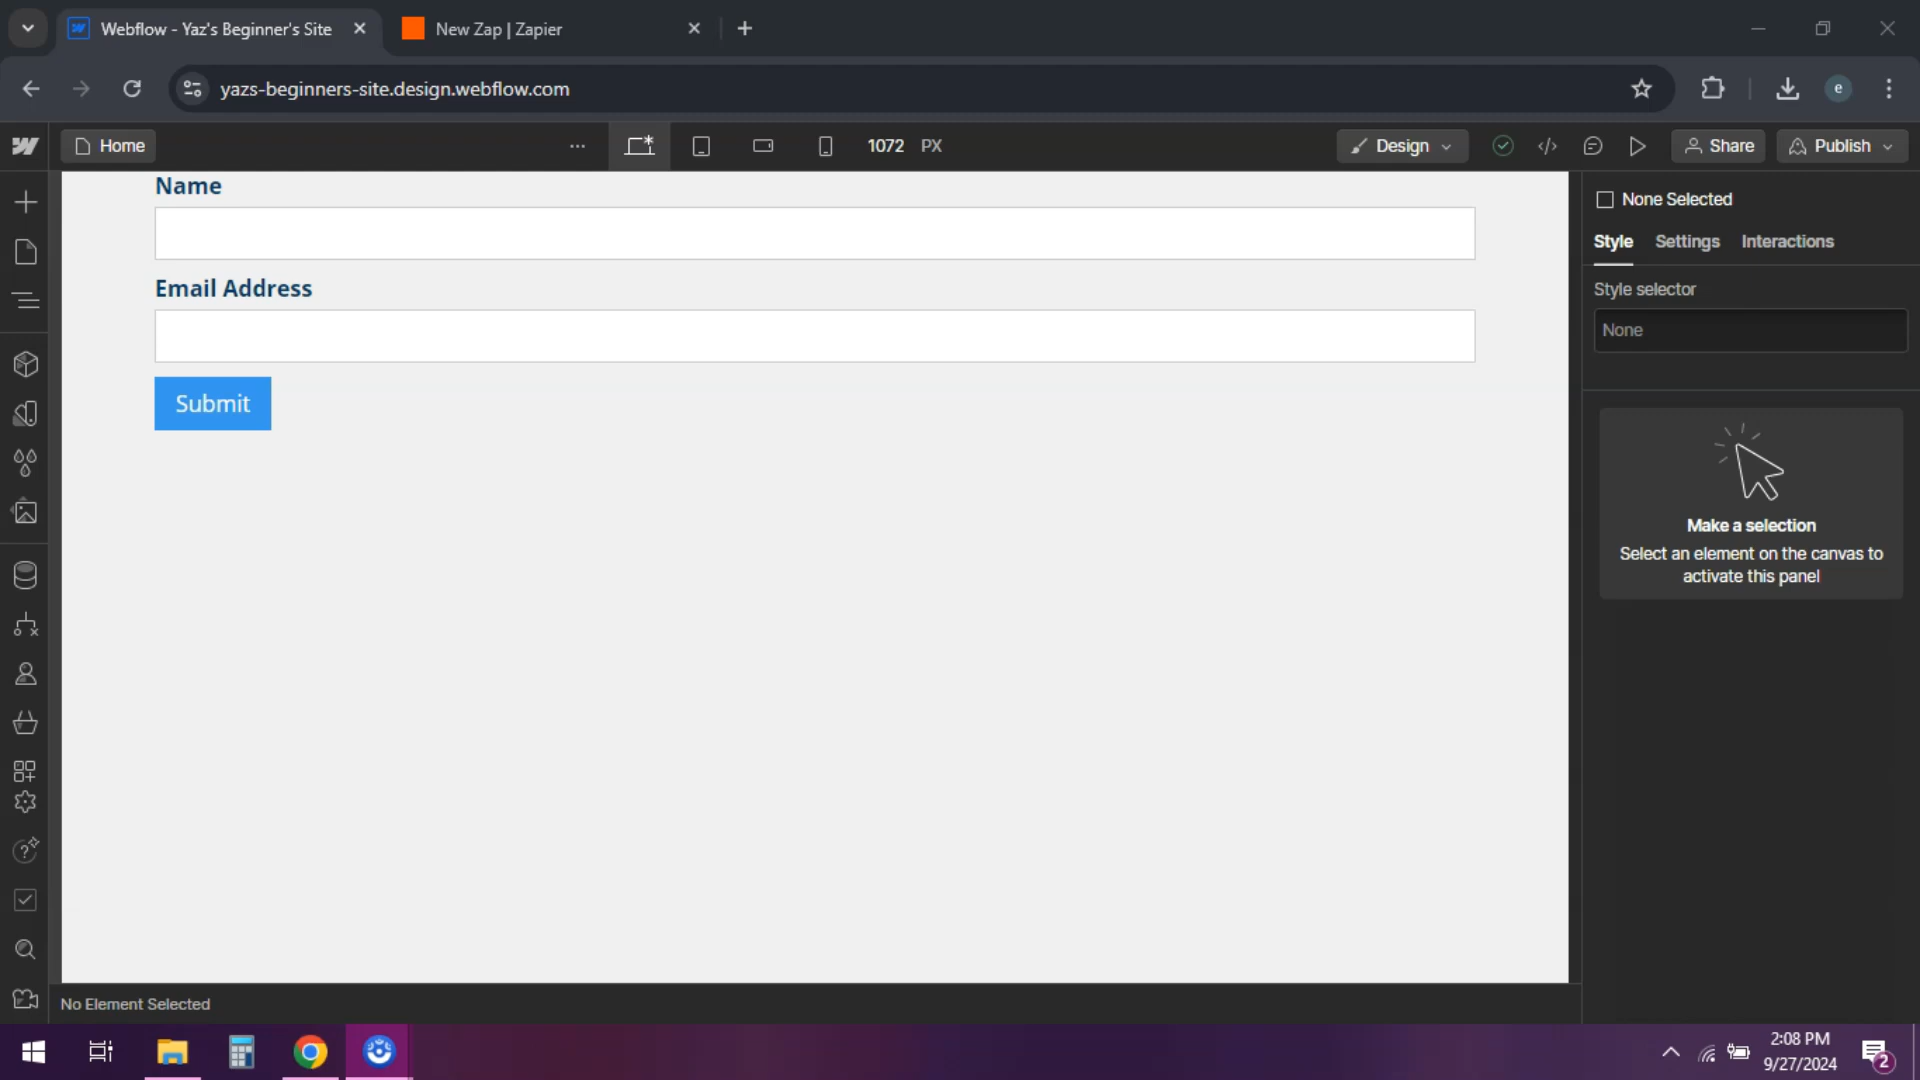 Webflow - Yaz's Beginner's Site
New Zap | Zapier
yazs-beginners-site.design.webflow.com
e
Home
1072 PX
Design
Share
Publish
Name
Email Address
Submit
None Selected
Style Settings Interactions
Style selector
None
Make a selection
Select an element on the canvas to
activate this panel
No Element Selected
2:08 PM
9/27/2024
2